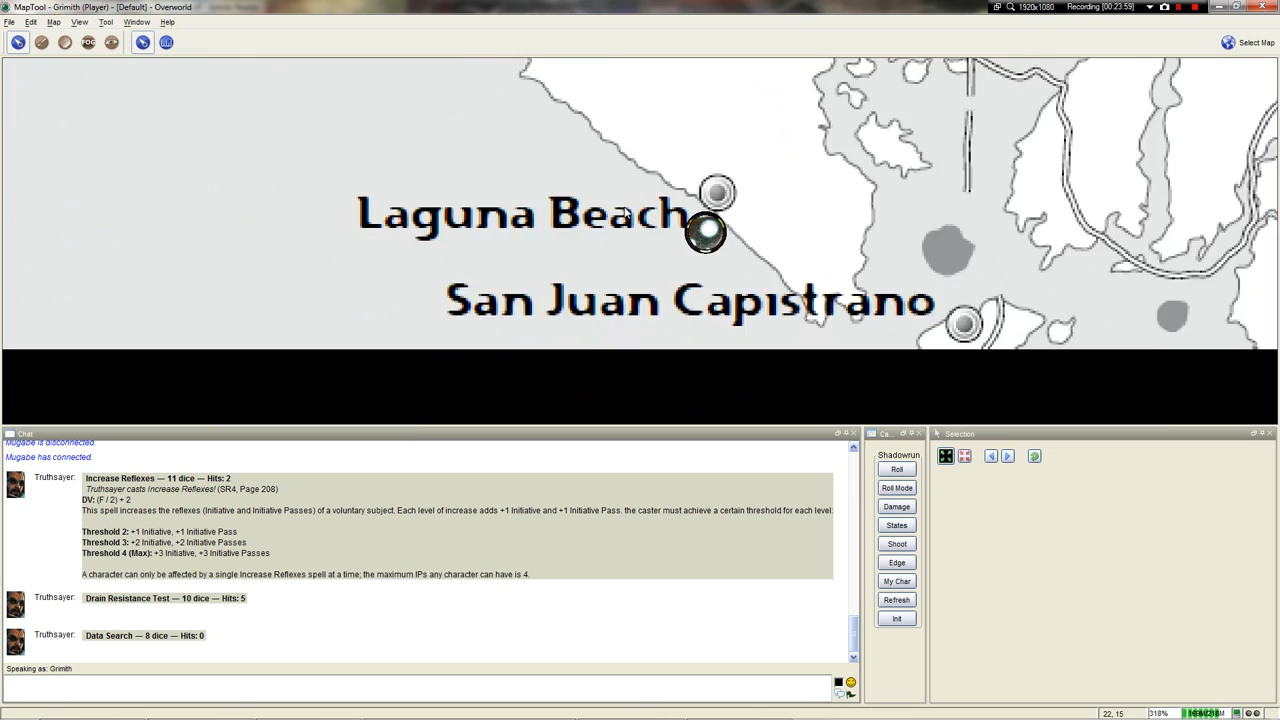 MapTool - Grimith (Player) - [Default] - Overworld
1920x1080
Recording [00:23:59]
File Edit Map View Tool Window Help
FOG
Select Map
Laguna Beach
San Juan Capistrano
Chat
Mugabe is disconnected.
Mugabe has connected.
Truthsayer: Increase Reflexes — 11 dice — Hits: 2
Truthsayer casts Increase Reflexes! (SR4, Page 208)
DV: (F / 2) + 2
This spell increases the reflexes (Initiative and Initiative Passes) of a voluntary subject. Each level of increase adds +1 Initiative and +1 Initiative Pass. the caster must achieve a certain threshold for each level:
Threshold 2: +1 Initiative, +1 Initiative Pass
Threshold 3: +2 Initiative, +2 Initiative Passes
Threshold 4 (Max): +3 Initiative, +3 Initiative Passes
A character can only be affected by a single Increase Reflexes spell at a time; the maximum IPs any character can have is 4.
Truthsayer: Drain Resistance Test — 10 dice — Hits: 5
Truthsayer: Data Search — 8 dice — Hits: 0
Speaking as: Grimith
Ca...
Shadowrun
Roll
Roll Mode
Damage
States
Shoot
Edge
My Char
Refresh
Init
Selection
22, 15
318%